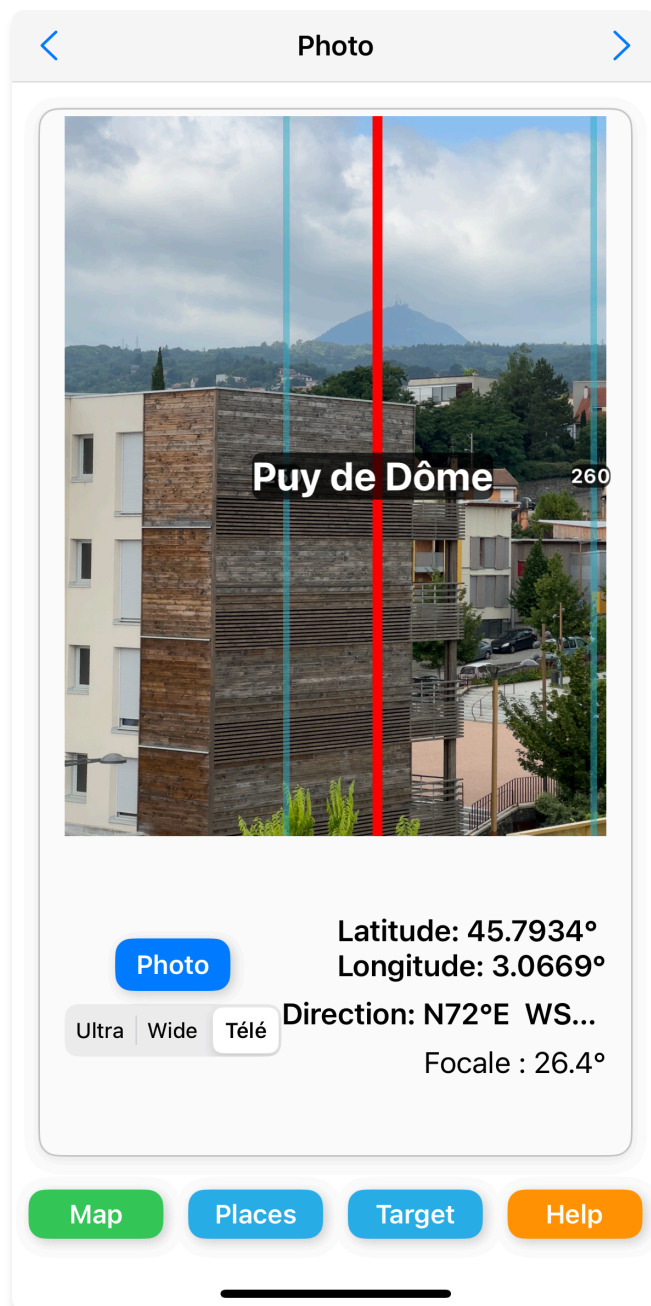 Photo
Puy de Dôme
260
Latitude: 45.7934°
Longitude: 3.0669°
Photo
Direction: N72°E WS...
Ultra
Wide
Télé
Focale : 26.4°
Map
Places
Target
Help